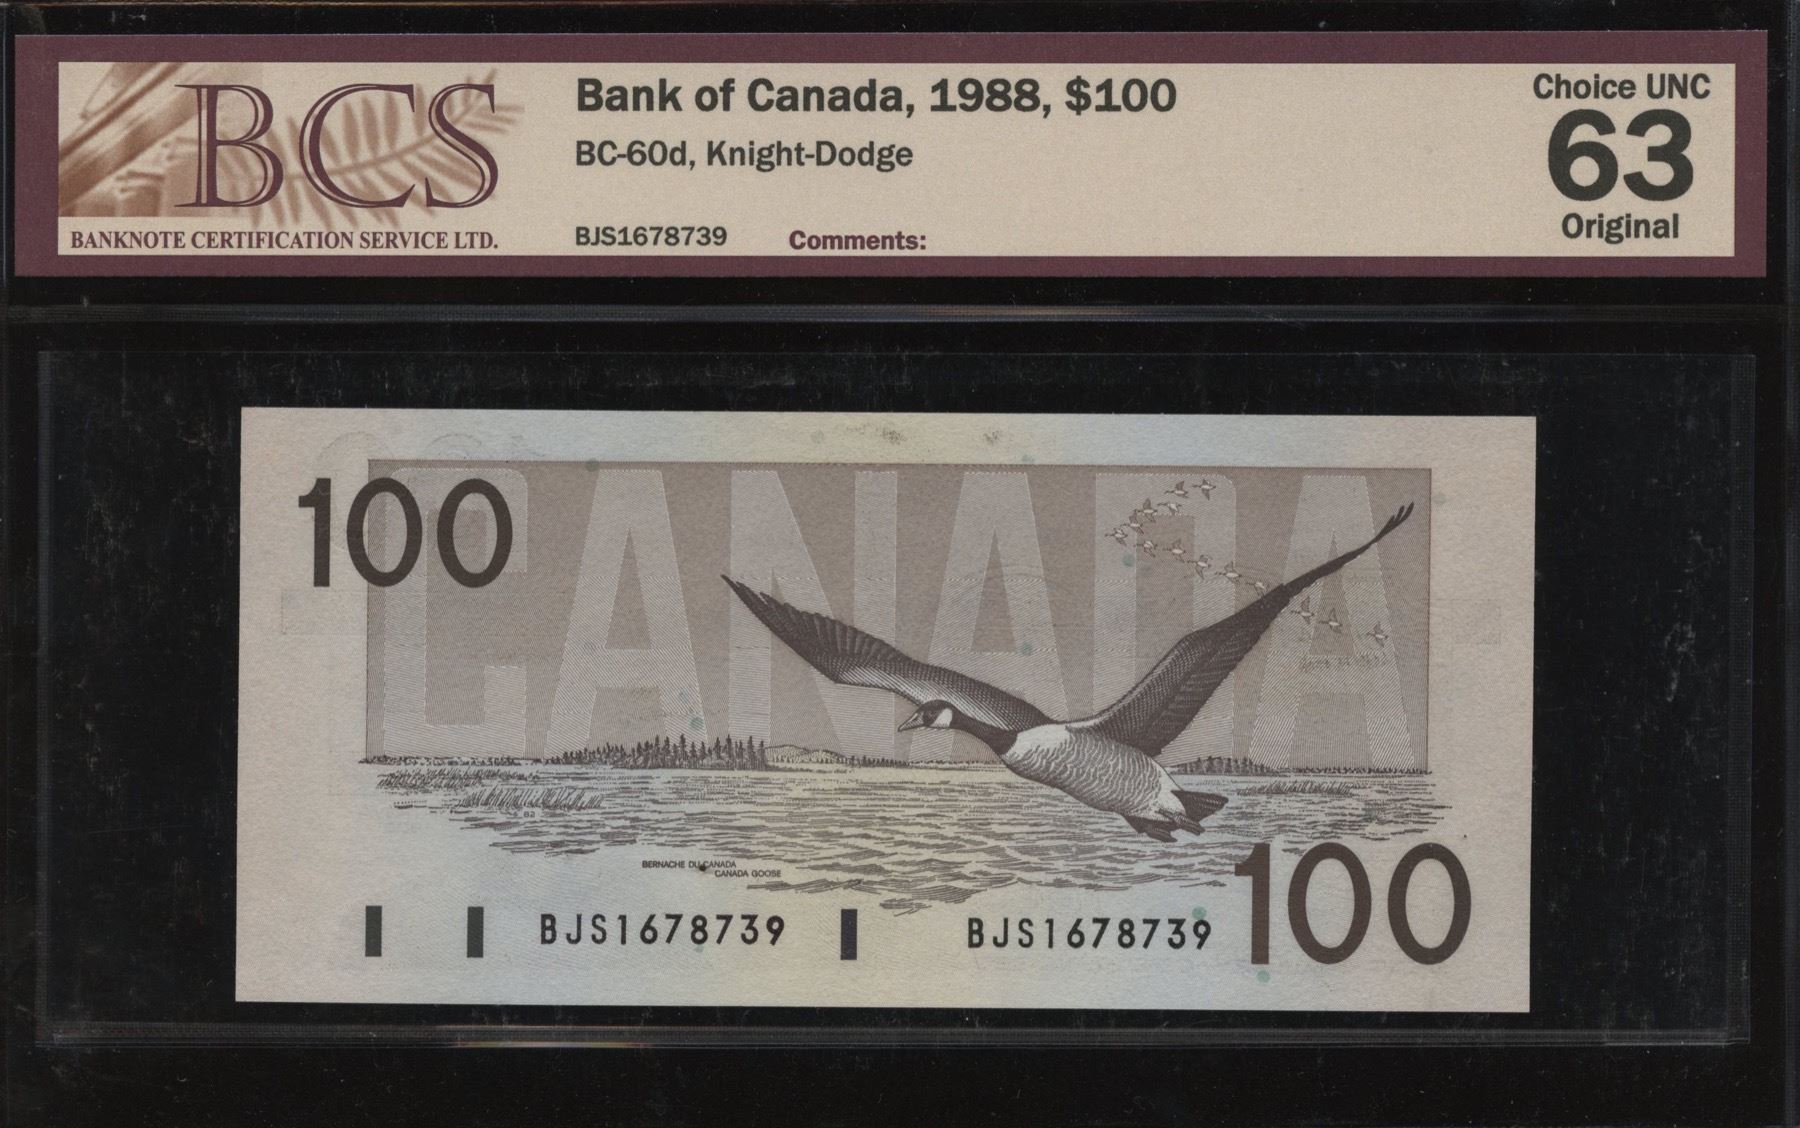 BCS
BANKNOTE CERTIFICATION SERVICE LTD.
Bank of Canada, 1988, $100
BC-60d, Knight-Dodge
BJS1678739 Comments:
Choice UNC
63
Original
CANADA
100
82
BERNACHE DU CANADA
CANADA GOOSE
BJS1678739 BJS1678739
100